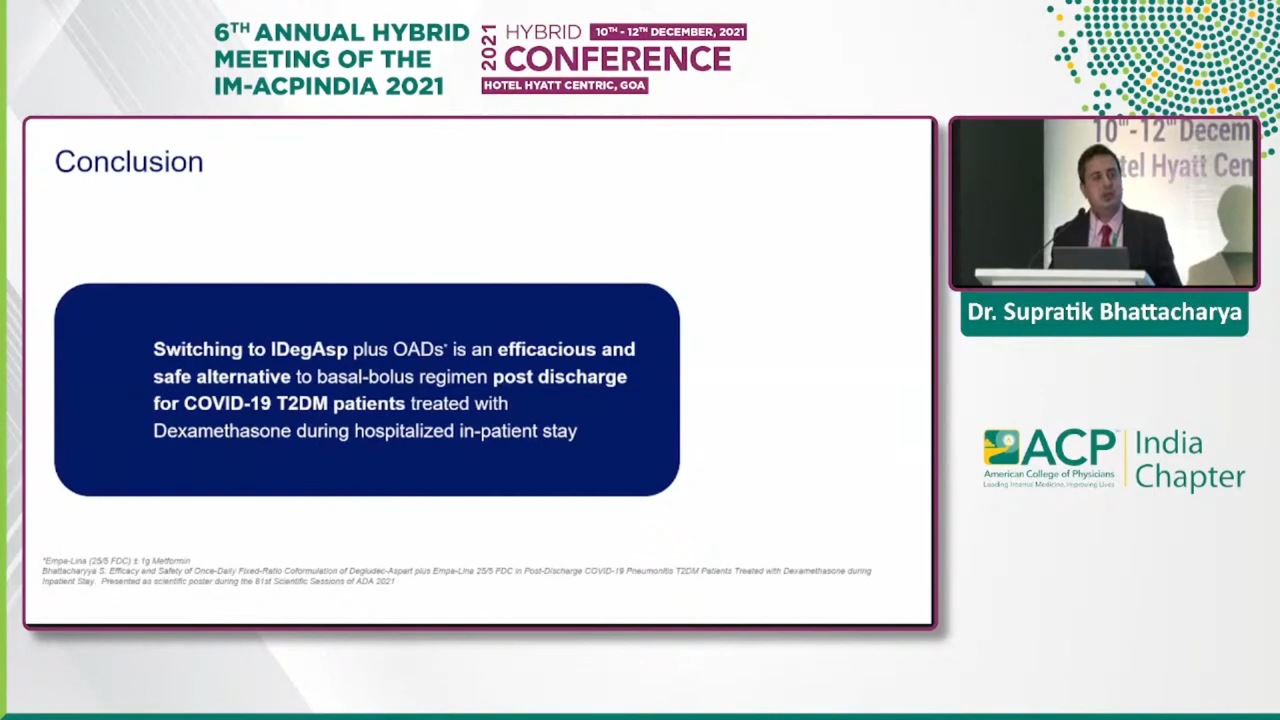 6TH ANNUAL HYBRID
MEETING OF THE
IM-ACPINDIA 2021
2021
HYBRID 10TH - 12TH DECEMBER, 2021
CONFERENCE
HOTEL HYATT CENTRIC, GOA
Conclusion
Switching to IDegAsp plus OADs* is an efficacious and
safe alternative to basal-bolus regimen post discharge
for COVID-19 T2DM patients treated with
Dexamethasone during hospitalized in-patient stay
*Empa-Lina (25/5 FDC) ± 1g Metformin
Bhattacharyya S. Efficacy and Safety of Once-Daily Fixed-Ratio Coformulation of Degludec-Aspart plus Empa-Lina 25/5 FDC in Post-Discharge COVID-19 Pneumonitis T2DM Patients Treated with Dexamethasone during
Inpatient Stay. Presented as scientific poster during the 81st Scientific Sessions of ADA 2021
10th-12th Decem
tel Hyatt Cen
Dr. Supratik Bhattacharya
ACP
American College of Physicians
Leading Internal Medicine, Improving Lives
India
Chapter